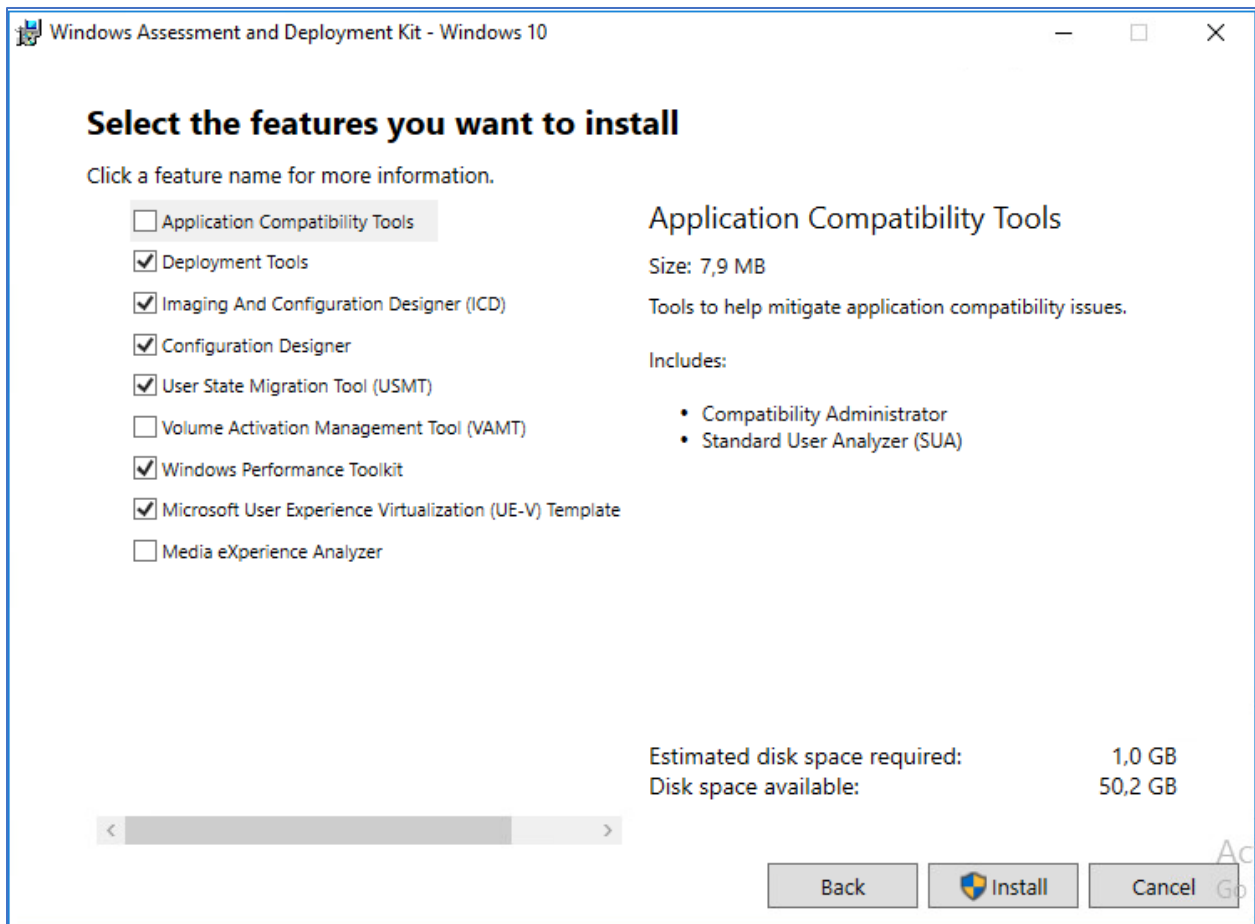 Windows Assessment and Deployment Kit - Windows 10
Select the features you want to install
Click a feature name for more information.
Application Compatibility Tools
Deployment Tools
Imaging And Configuration Designer (ICD)
Configuration Designer
User State Migration Tool (USMT)
Volume Activation Management Tool (VAMT)
Windows Performance Toolkit
Microsoft User Experience Virtualization (UE-V) Template
Media eXperience Analyzer
Application Compatibility Tools
Size: 7,9 MB
Tools to help mitigate application compatibility issues.
Includes:
• Compatibility Administrator
• Standard User Analyzer (SUA)
Estimated disk space required: 1,0 GB
Disk space available: 50,2 GB
Ac
Back Install Cancel Go